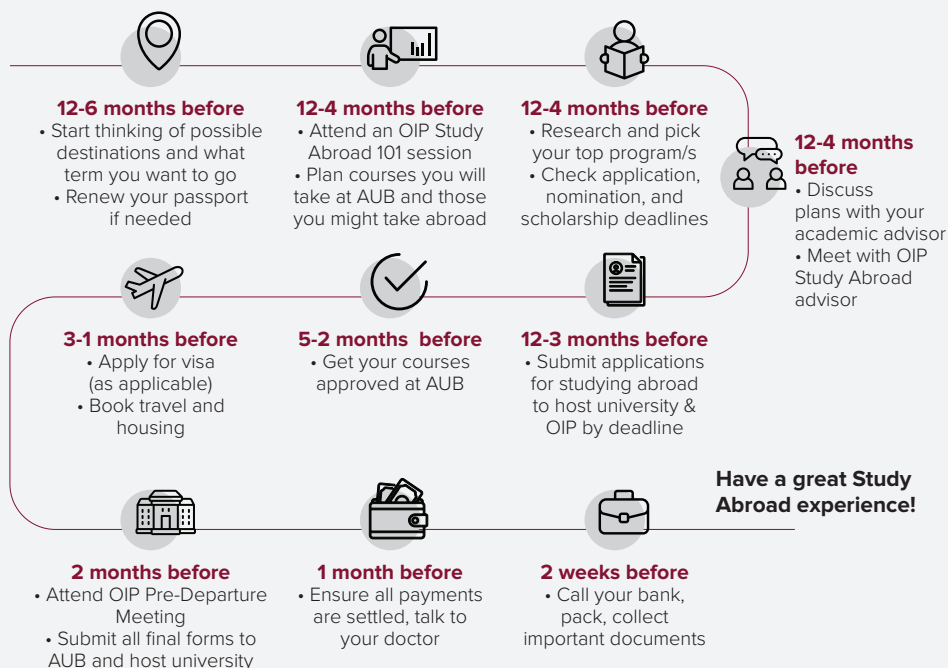 12-6 months before
• Start thinking of possible
destinations and what
term you want to go
• Renew your passport
if needed
12-4 months before
• Attend an OIP Study
Abroad 101 session
• Plan courses you will
take at AUB and those
you might take abroad
12-4 months before
• Research and pick
your top program/s
• Check application,
nomination, and
scholarship deadlines
12-4 months
before
• Discuss
plans with your
academic advisor
• Meet with OIP
Study Abroad
advisor
12-3 months before
• Submit applications
for studying abroad
to host university &
OIP by deadline
5-2 months before
• Get your courses
approved at AUB
3-1 months before
• Apply for visa
(as applicable)
• Book travel and
housing
2 months before
• Attend OIP Pre-Departure
Meeting
• Submit all final forms to
AUB and host university
1 month before
• Ensure all payments
are settled, talk to
your doctor
2 weeks before
• Call your bank,
pack, collect
important documents
Have a great Study
Abroad experience!